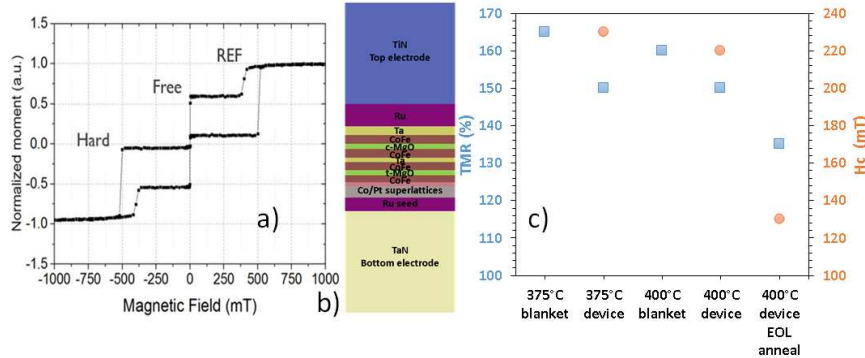 a)
Normalized moment (a.u.)
1.5
1.0
0.5
0.0
-0.5
-1.0
-1.5
REF
Free
Hard
-1000
-500
0
500
1000
Magnetic Field (mT)
b)
TiN
Top electrode
Ru
Ta
CoFe
c-MgO
CoFe
Ta
CoFe
t-MgO
CoFe
Co/Pt superlattices
Ru seed
TaN
Bottom electrode
c)
TMR (%)
170
160
150
140
130
120
110
100
Hc (mT)
240
220
200
180
160
140
120
100
375°C
blanket
375°C
device
400°C
blanket
400°C
device
400°C
device
EOL
anneal